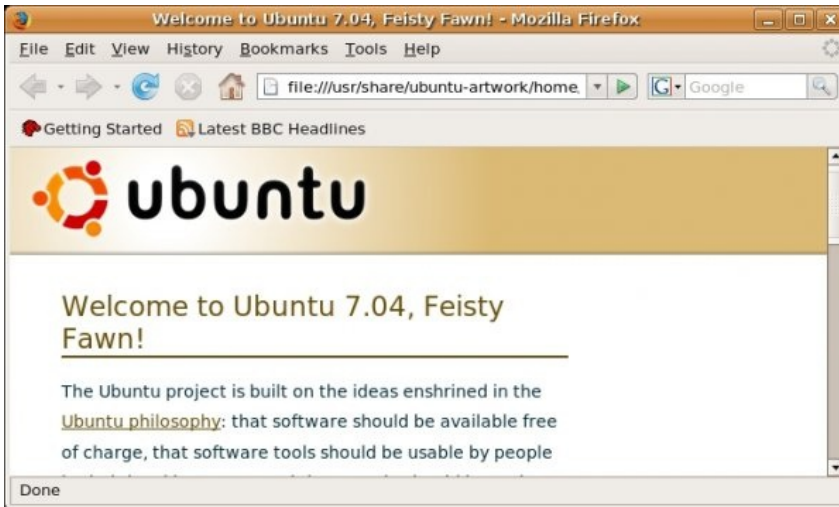 Welcome to Ubuntu 7.04, Feisty Fawn! - Mozilla Firefox
File Edit View History Bookmarks Tools Help
file:///usr/share/ubuntu-artwork/home
G Google
Getting Started Latest BBC Headlines
ubuntu
Welcome to Ubuntu 7.04, Feisty
Fawn!
The Ubuntu project is built on the ideas enshrined in the
Ubuntu philosophy: that software should be available free
of charge, that software tools should be usable by people
Done